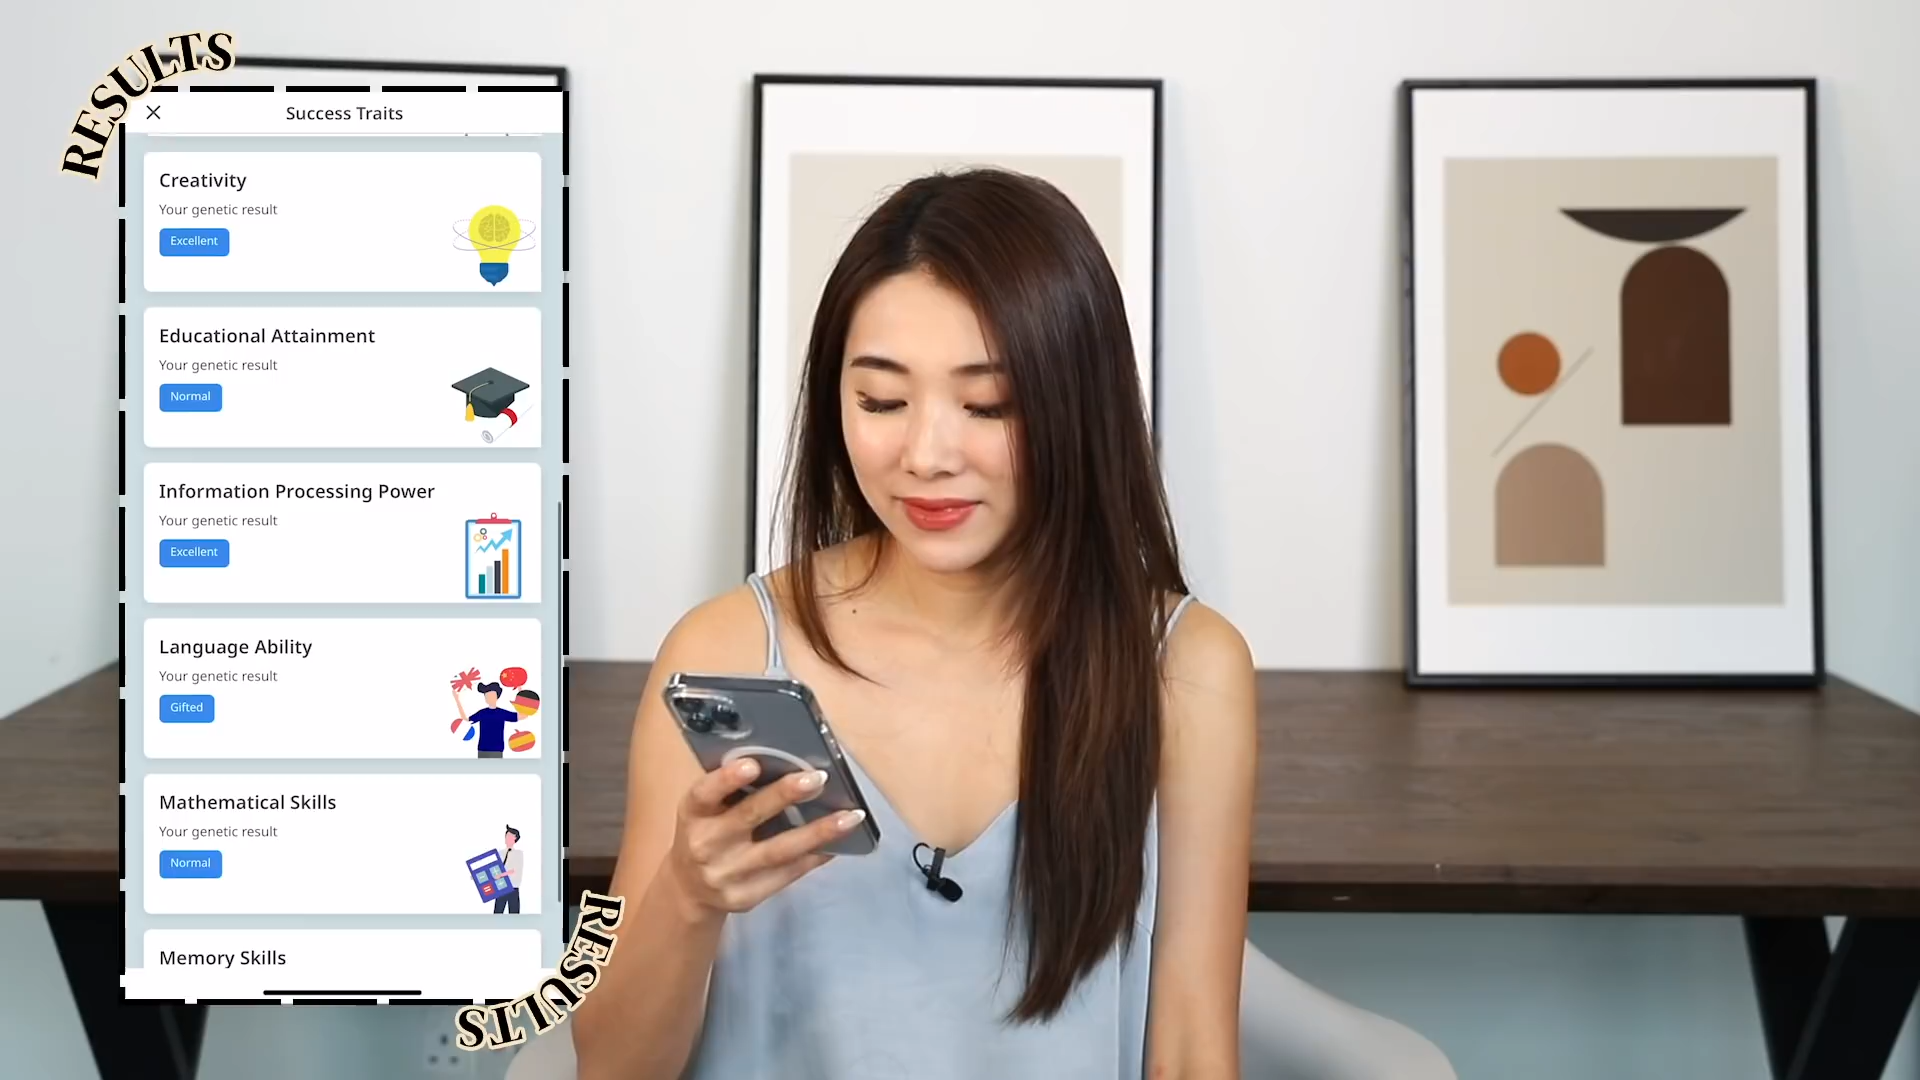 RESULTS
Success Traits
Creativity
Your genetic result
Excellent
Educational Attainment
Your genetic result
Normal
Information Processing Power
Your genetic result
Excellent
Language Ability
Your genetic result
Gifted
Mathematical Skills
Your genetic result
Normal
Memory Skills
RESULTS